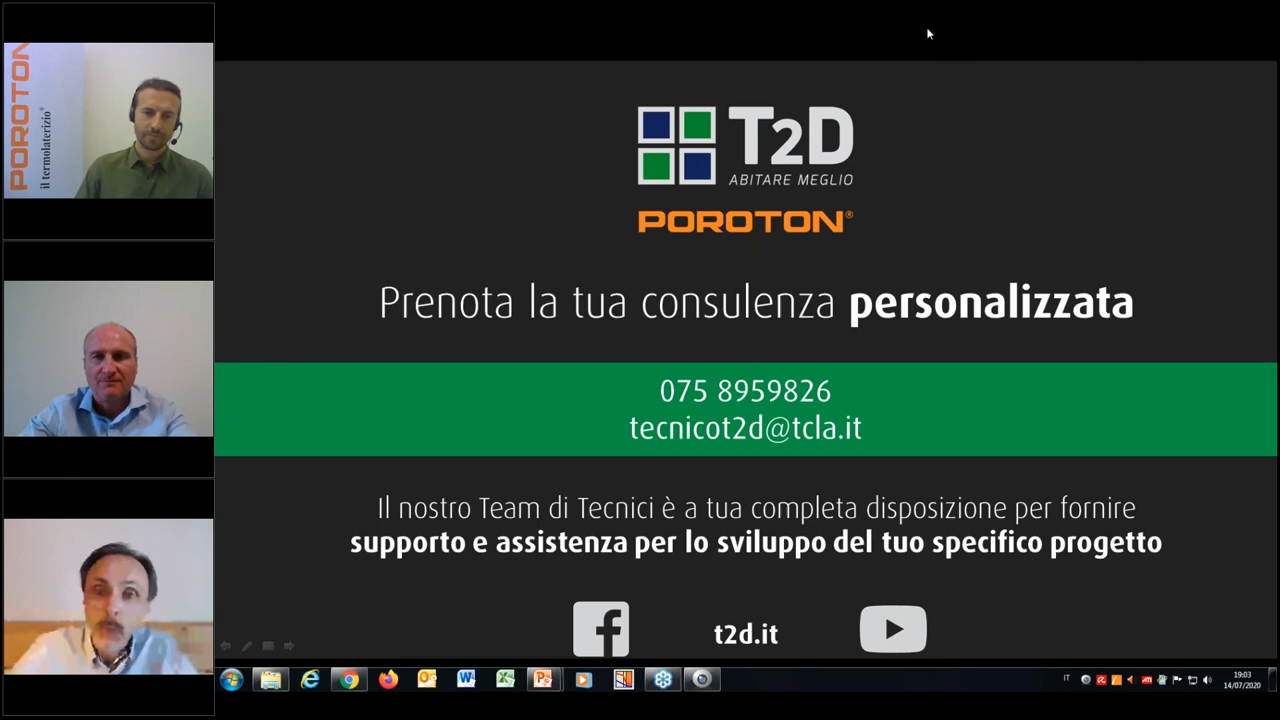 POROTON
il termolaterizio®
T2D
ABITARE MEGLIO
POROTON®
Prenota la tua consulenza personalizzata
075 8959826
tecnicot2d@tcla.it
Il nostro Team di Tecnici è a tua completa disposizione per fornire
supporto e assistenza per lo sviluppo del tuo specifico progetto
t2d.it
IT
19:03
14/07/2020